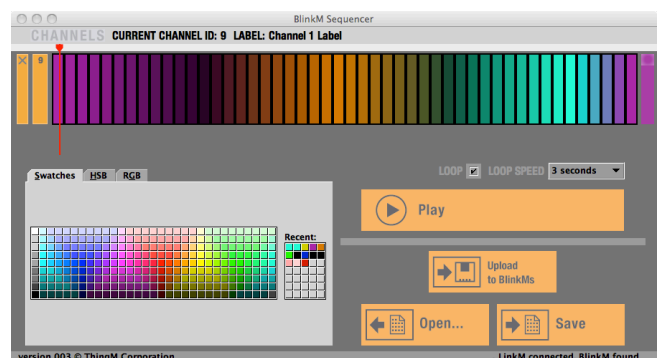 BlinkM Sequencer
CHANNELS CURRENT CHANNEL ID: 9 LABEL: Channel 1 Label
9
LOOP LOOP SPEED 3 seconds
Swatches HSB RGB
Play
Recent:
Upload
to BlinkMs
Open... Save
version 003 © ThingM Corporation LinkM connected, BlinkM found